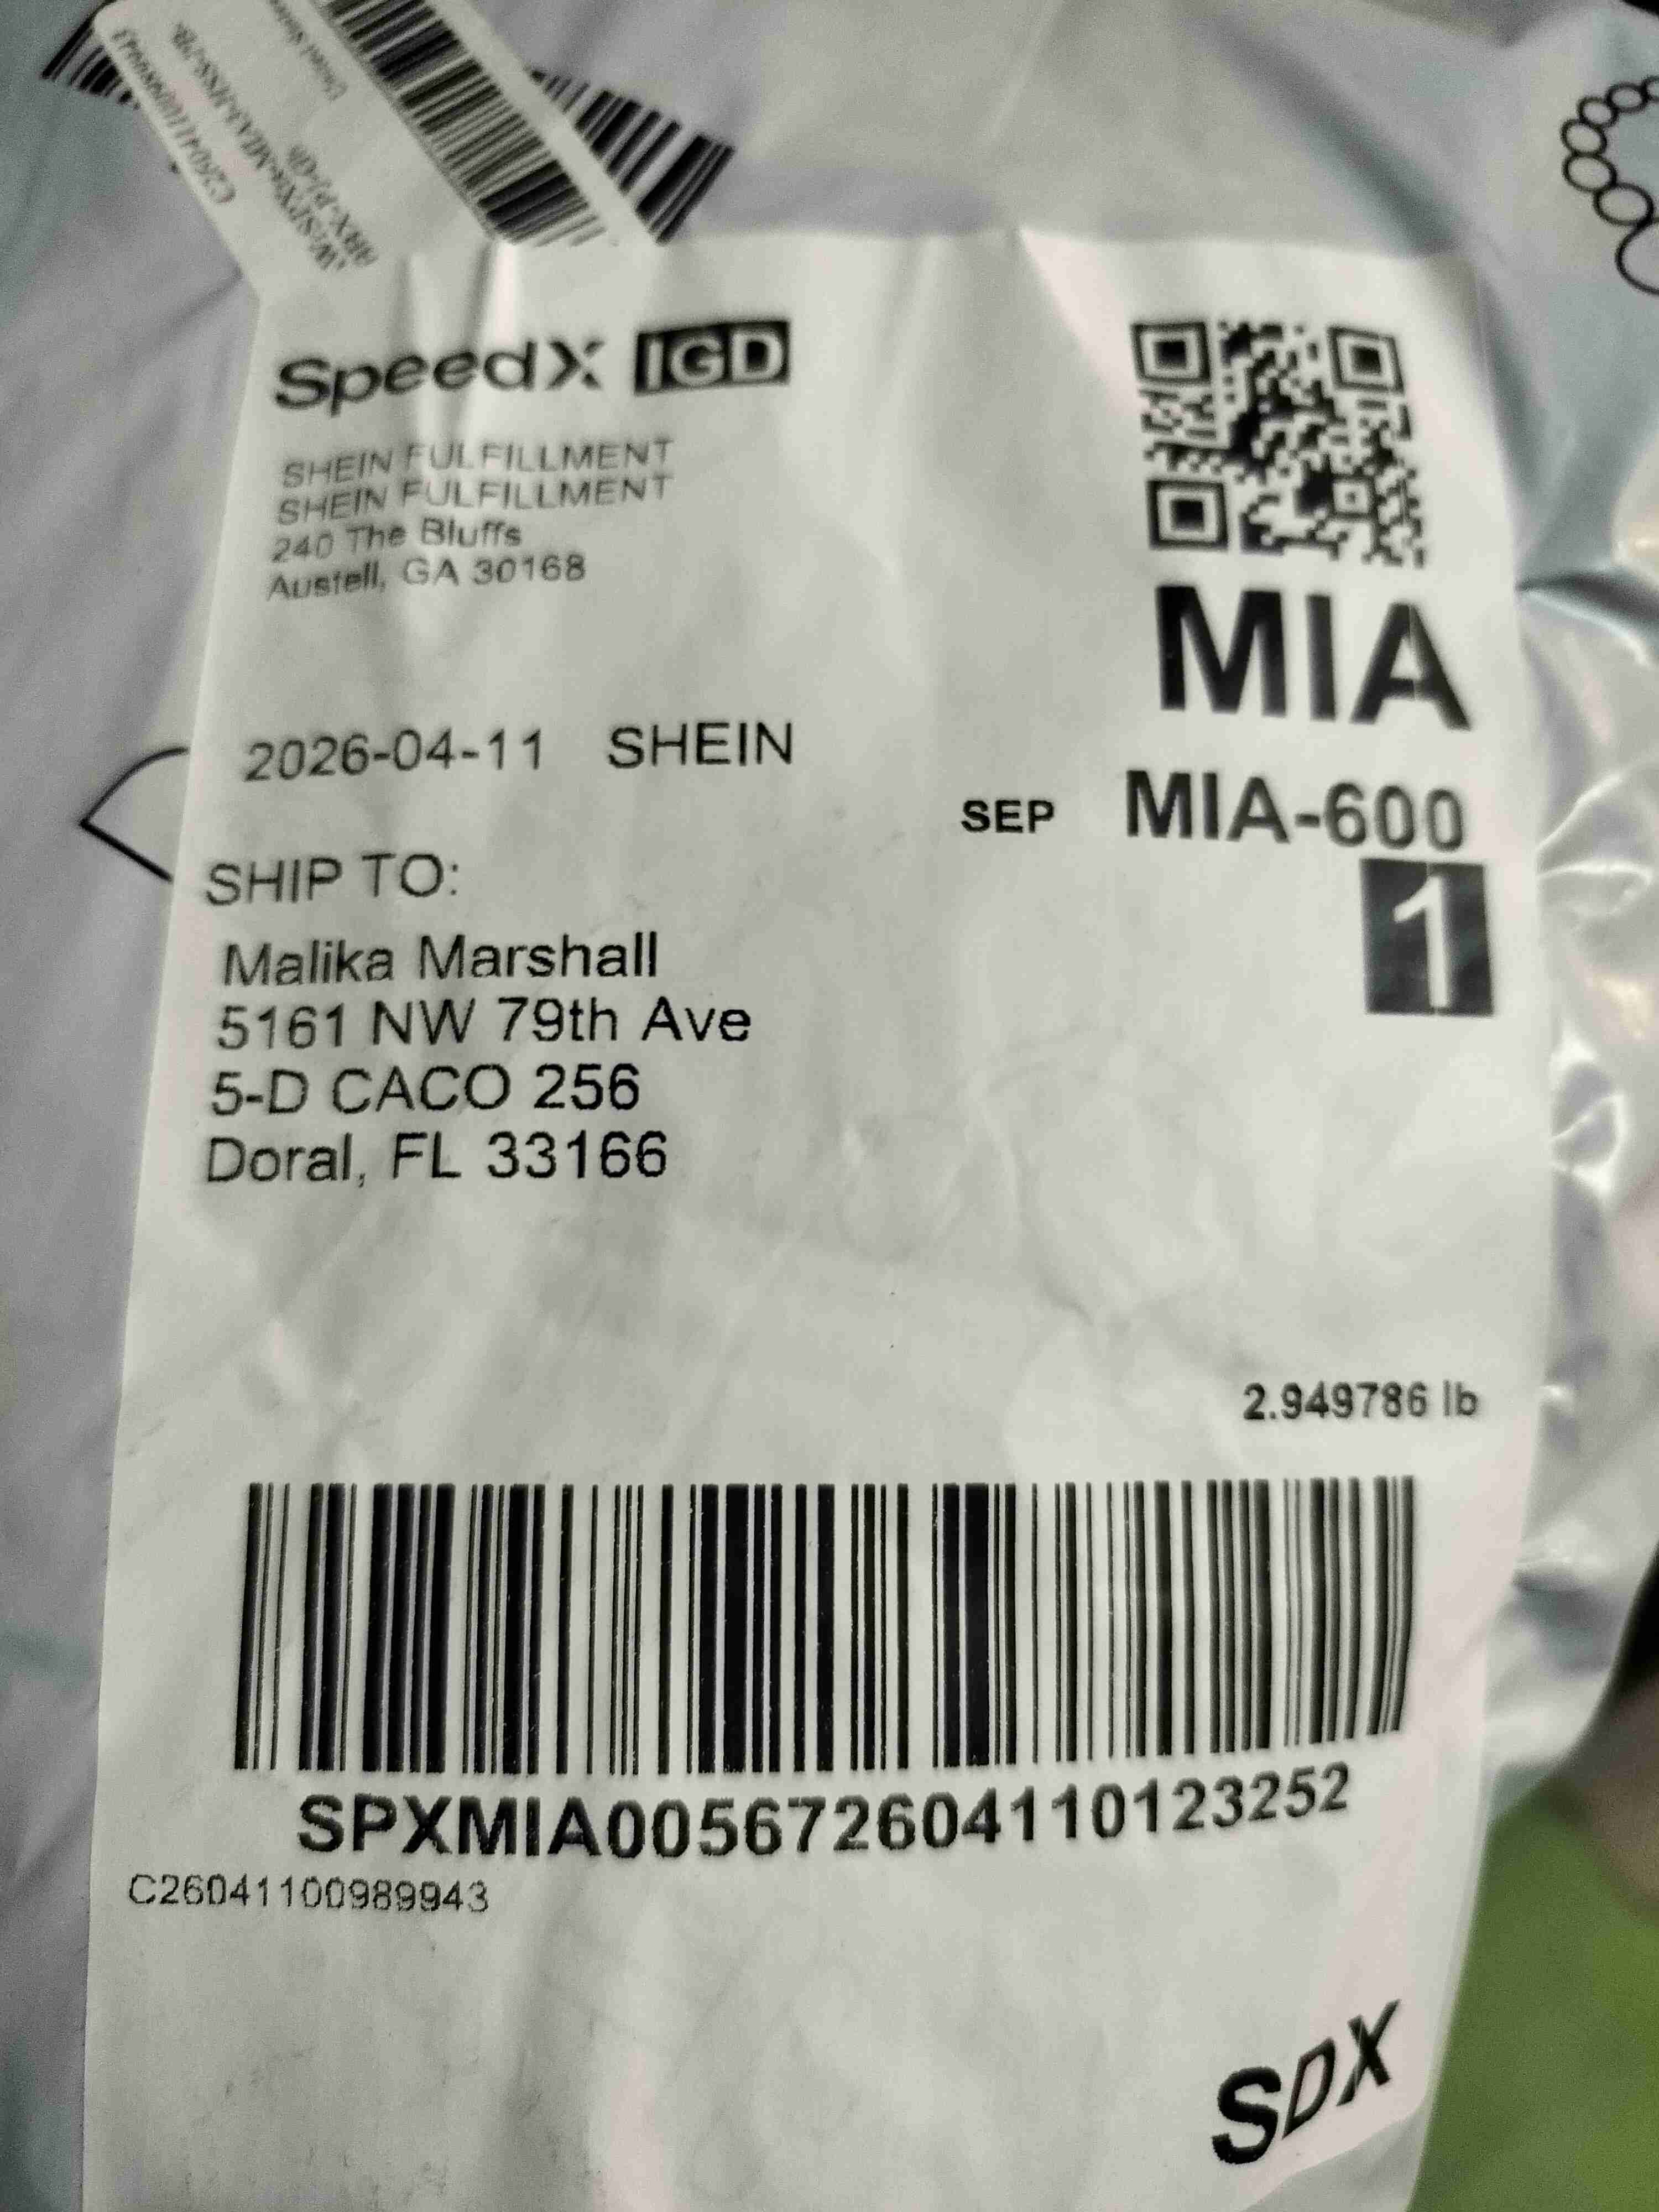 SpeedX IGD
SHEIN FULFILLMENT
SHEIN FULFILLMENT
240 The Bluffs
Austell, GA 30168
MIA
2026-04-11 SHEIN
SEP MIA-600
1
SHIP TO:
Malika Marshall
5161 NW 79th Ave
5-D CACO 256
Doral, FL 33166
2.949786 lb
SPXMIA005672604110123252
C26041100989943
SDX